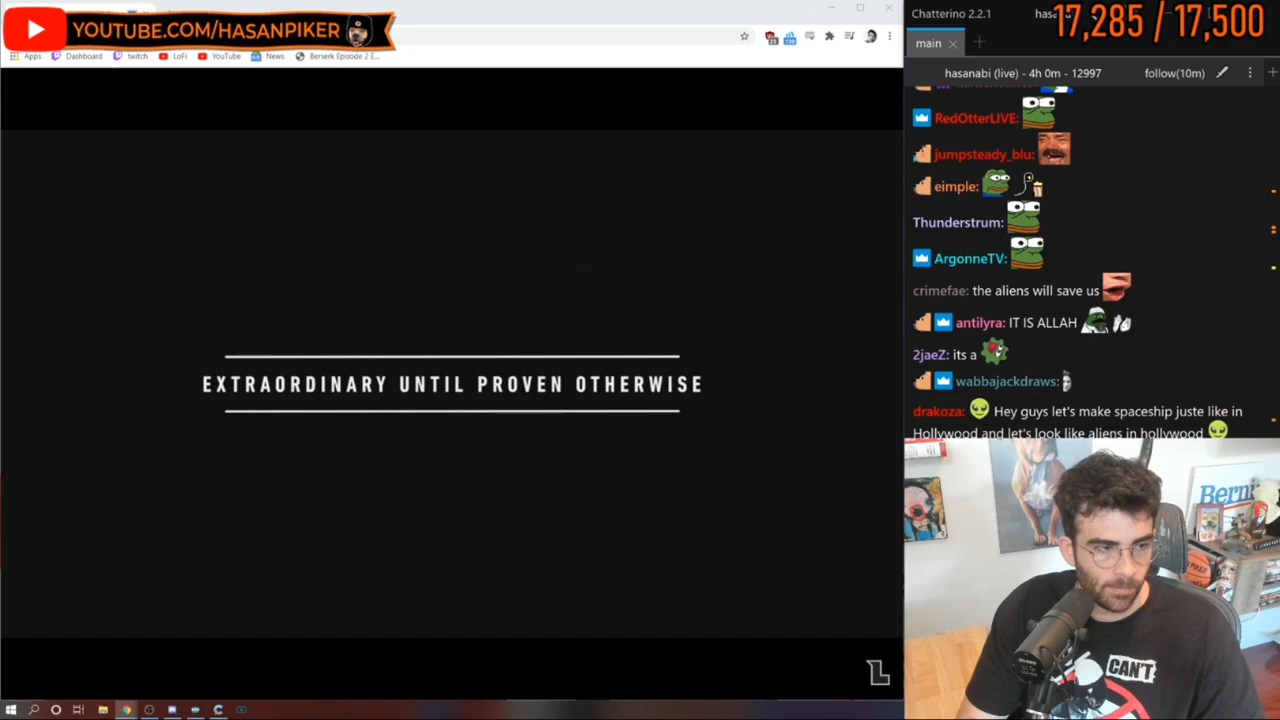 YOUTUBE.COM/HASANPIKER
Apps
Dashboard
twitch
LoFi
YouTube
News
Berserk Episode 2 E...
EXTRAORDINARY UNTIL PROVEN OTHERWISE
Chatterino 2.2.1
17,285 / 17,500
main
hasanabi (live) - 4h 0m - 12997
follow(10m)
RedOtterLIVE:
jumpsteady_blu:
eimple:
Thunderstrum:
ArgonneTV:
crimefae: the aliens will save us
antilyra: IT IS ALLAH
2jaeZ: its a
wabbajackdraws:
drakoza: Hey guys let's make spaceship juste like in
Hollywood and let's look like aliens in hollywood
CAN'T